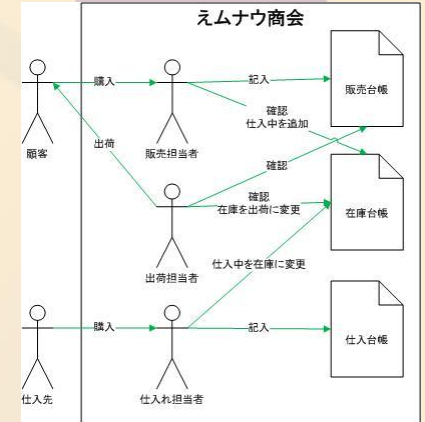 えムナウ商会
購入
記入
販売台帳
確認
仕入中を追加
顧客
出荷
販売担当者
確認
確認
在庫を出荷に変更
在庫台帳
出荷担当者
仕入中を在庫に変更
購入
記入
仕入台帳
仕入先
仕入れ担当者